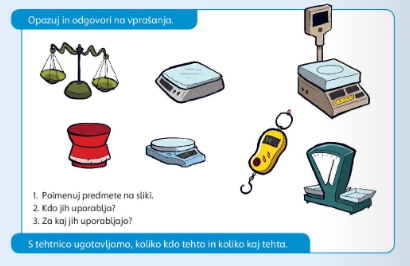 Opazuj in odgovori na vprašanja.
1. Poimenuj predmete na sliki.
2. Kdo jih uporablja?
3. Za kaj jih uporabljajo?
S tehtnico ugotavljamo, koliko kdo tehta in koliko kaj tehta.